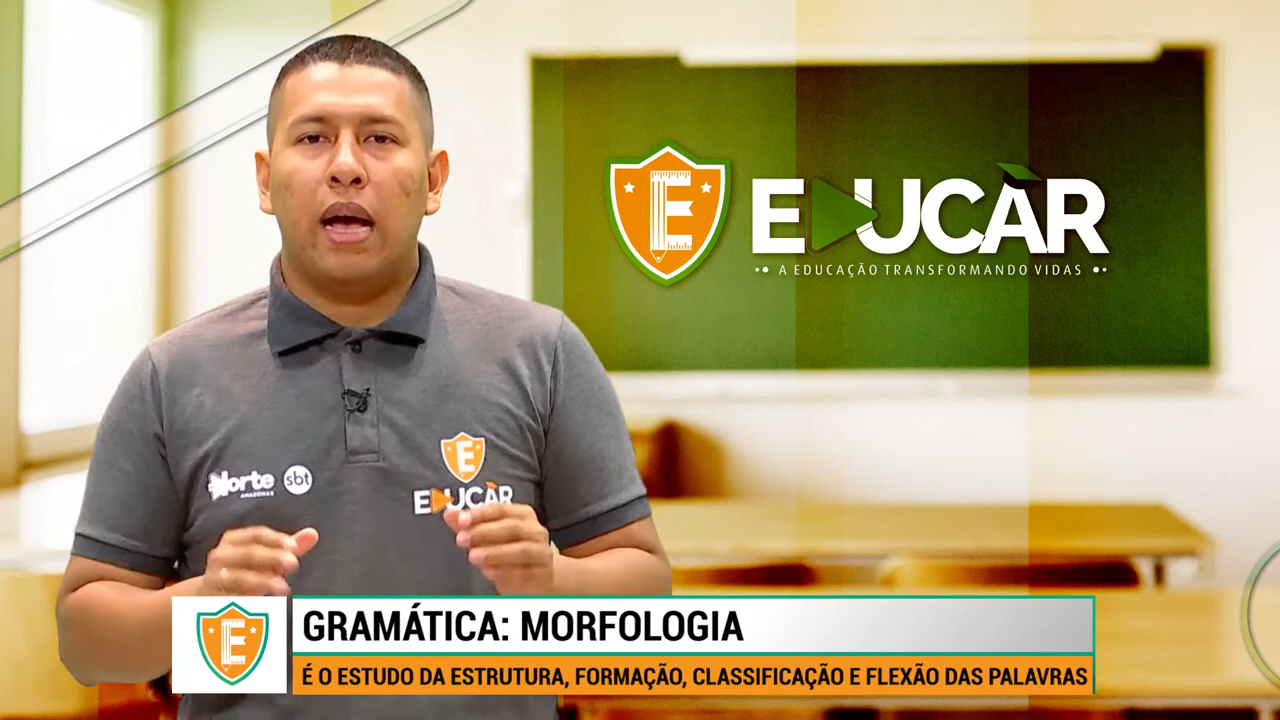 E
EDUCAR
A EDUCAÇÃO TRANSFORMANDO VIDAS
Norte
AMAZONAS
sbt
E
EDUCAR
E
GRAMÁTICA: MORFOLOGIA
É O ESTUDO DA ESTRUTURA, FORMAÇÃO, CLASSIFICAÇÃO E FLEXÃO DAS PALAVRAS